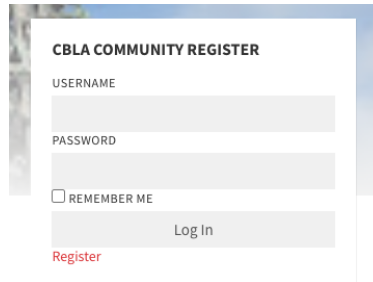 CBLA COMMUNITY REGISTER
USERNAME
PASSWORD
REMEMBER ME
Log In
Register